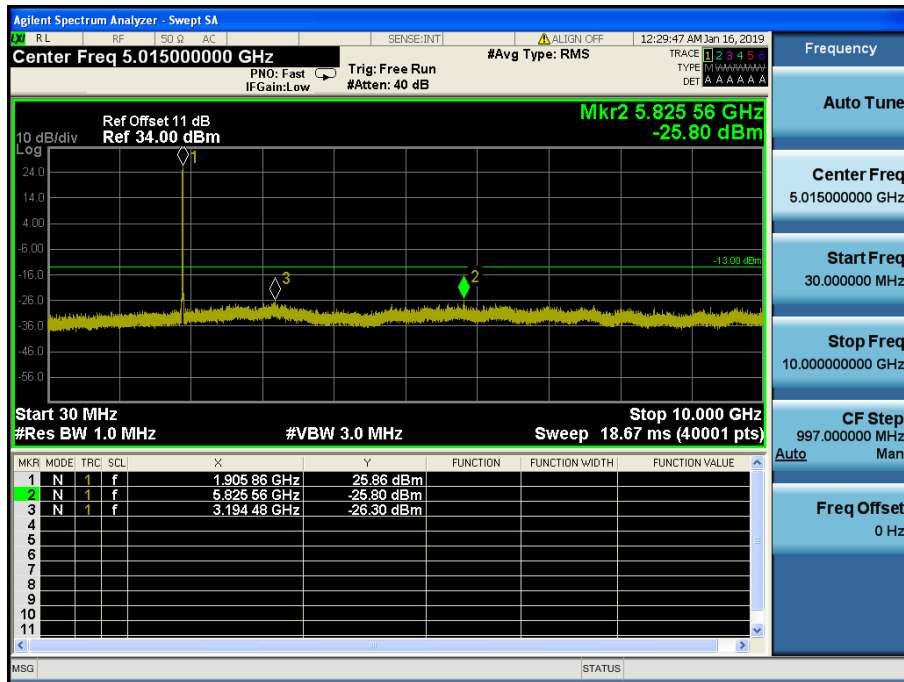 Agilent Spectrum Analyzer - Swept SA
LXI RL RF 50 Ω AC SENSE:INT ALIGN OFF 12:29:47 AM Jan 16, 2019
Center Freq 5.015000000 GHz #Avg Type: RMS TRACE 1 2 3 4 5 6
PNO: Fast Trig: Free Run TYPE M W W W W W
IFGain:Low #Atten: 40 dB DET A A A A A A
Frequency
Auto Tune
Center Freq
5.015000000 GHz
Start Freq
30.000000 MHz
Stop Freq
10.000000000 GHz
CF Step
997.000000 MHz
Auto Man
Freq Offset
0 Hz
Mkr2 5.825 56 GHz
-25.80 dBm
Ref Offset 11 dB
10 dB/div Ref 34.00 dBm
Log
1
24.0
14.0
4.00
-6.00
-13.00 dBm
-16.0
3
2
-26.0
-36.0
-46.0
-56.0
Start 30 MHz Stop 10.000 GHz
#Res BW 1.0 MHz #VBW 3.0 MHz Sweep 18.67 ms (40001 pts)
MKR MODE TRC SCL X Y FUNCTION FUNCTION WIDTH FUNCTION VALUE
1 N 1 f 1.905 86 GHz 25.86 dBm
2 N 1 f 5.825 56 GHz -25.80 dBm
3 N 1 f 3.194 48 GHz -26.30 dBm
4
5
6
7
8
9
10
11
MSG STATUS